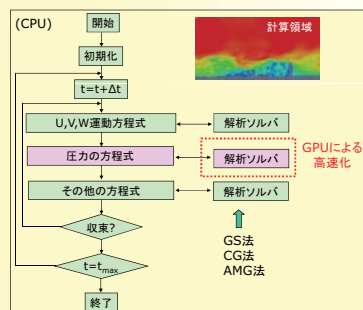 (CPU)
開始
計算領域
初期化
t=t+Δt
U,V,W運動方程式
解析ソルバ
圧力の方程式
解析ソルバ
GPUによる
高速化
その他の方程式
解析ソルバ
収束?
GS法
CG法
AMG法
t=tmax
終了